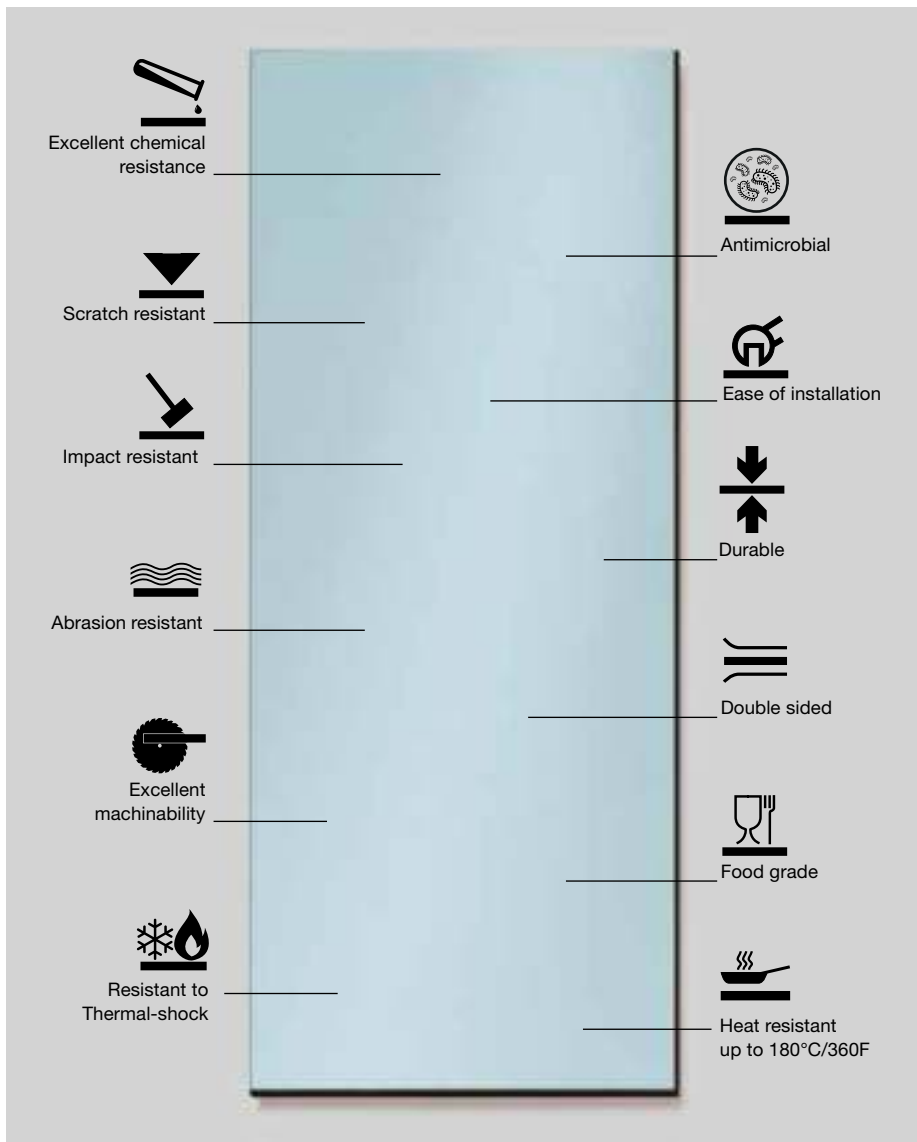 Excellent chemical
resistance
Scratch resistant
Impact resistant
Abrasion resistant
Excellent
machinability
Resistant to
Thermal-shock
Antimicrobial
Ease of installation
Durable
Double sided
Food grade
Heat resistant
up to 180°C/360F